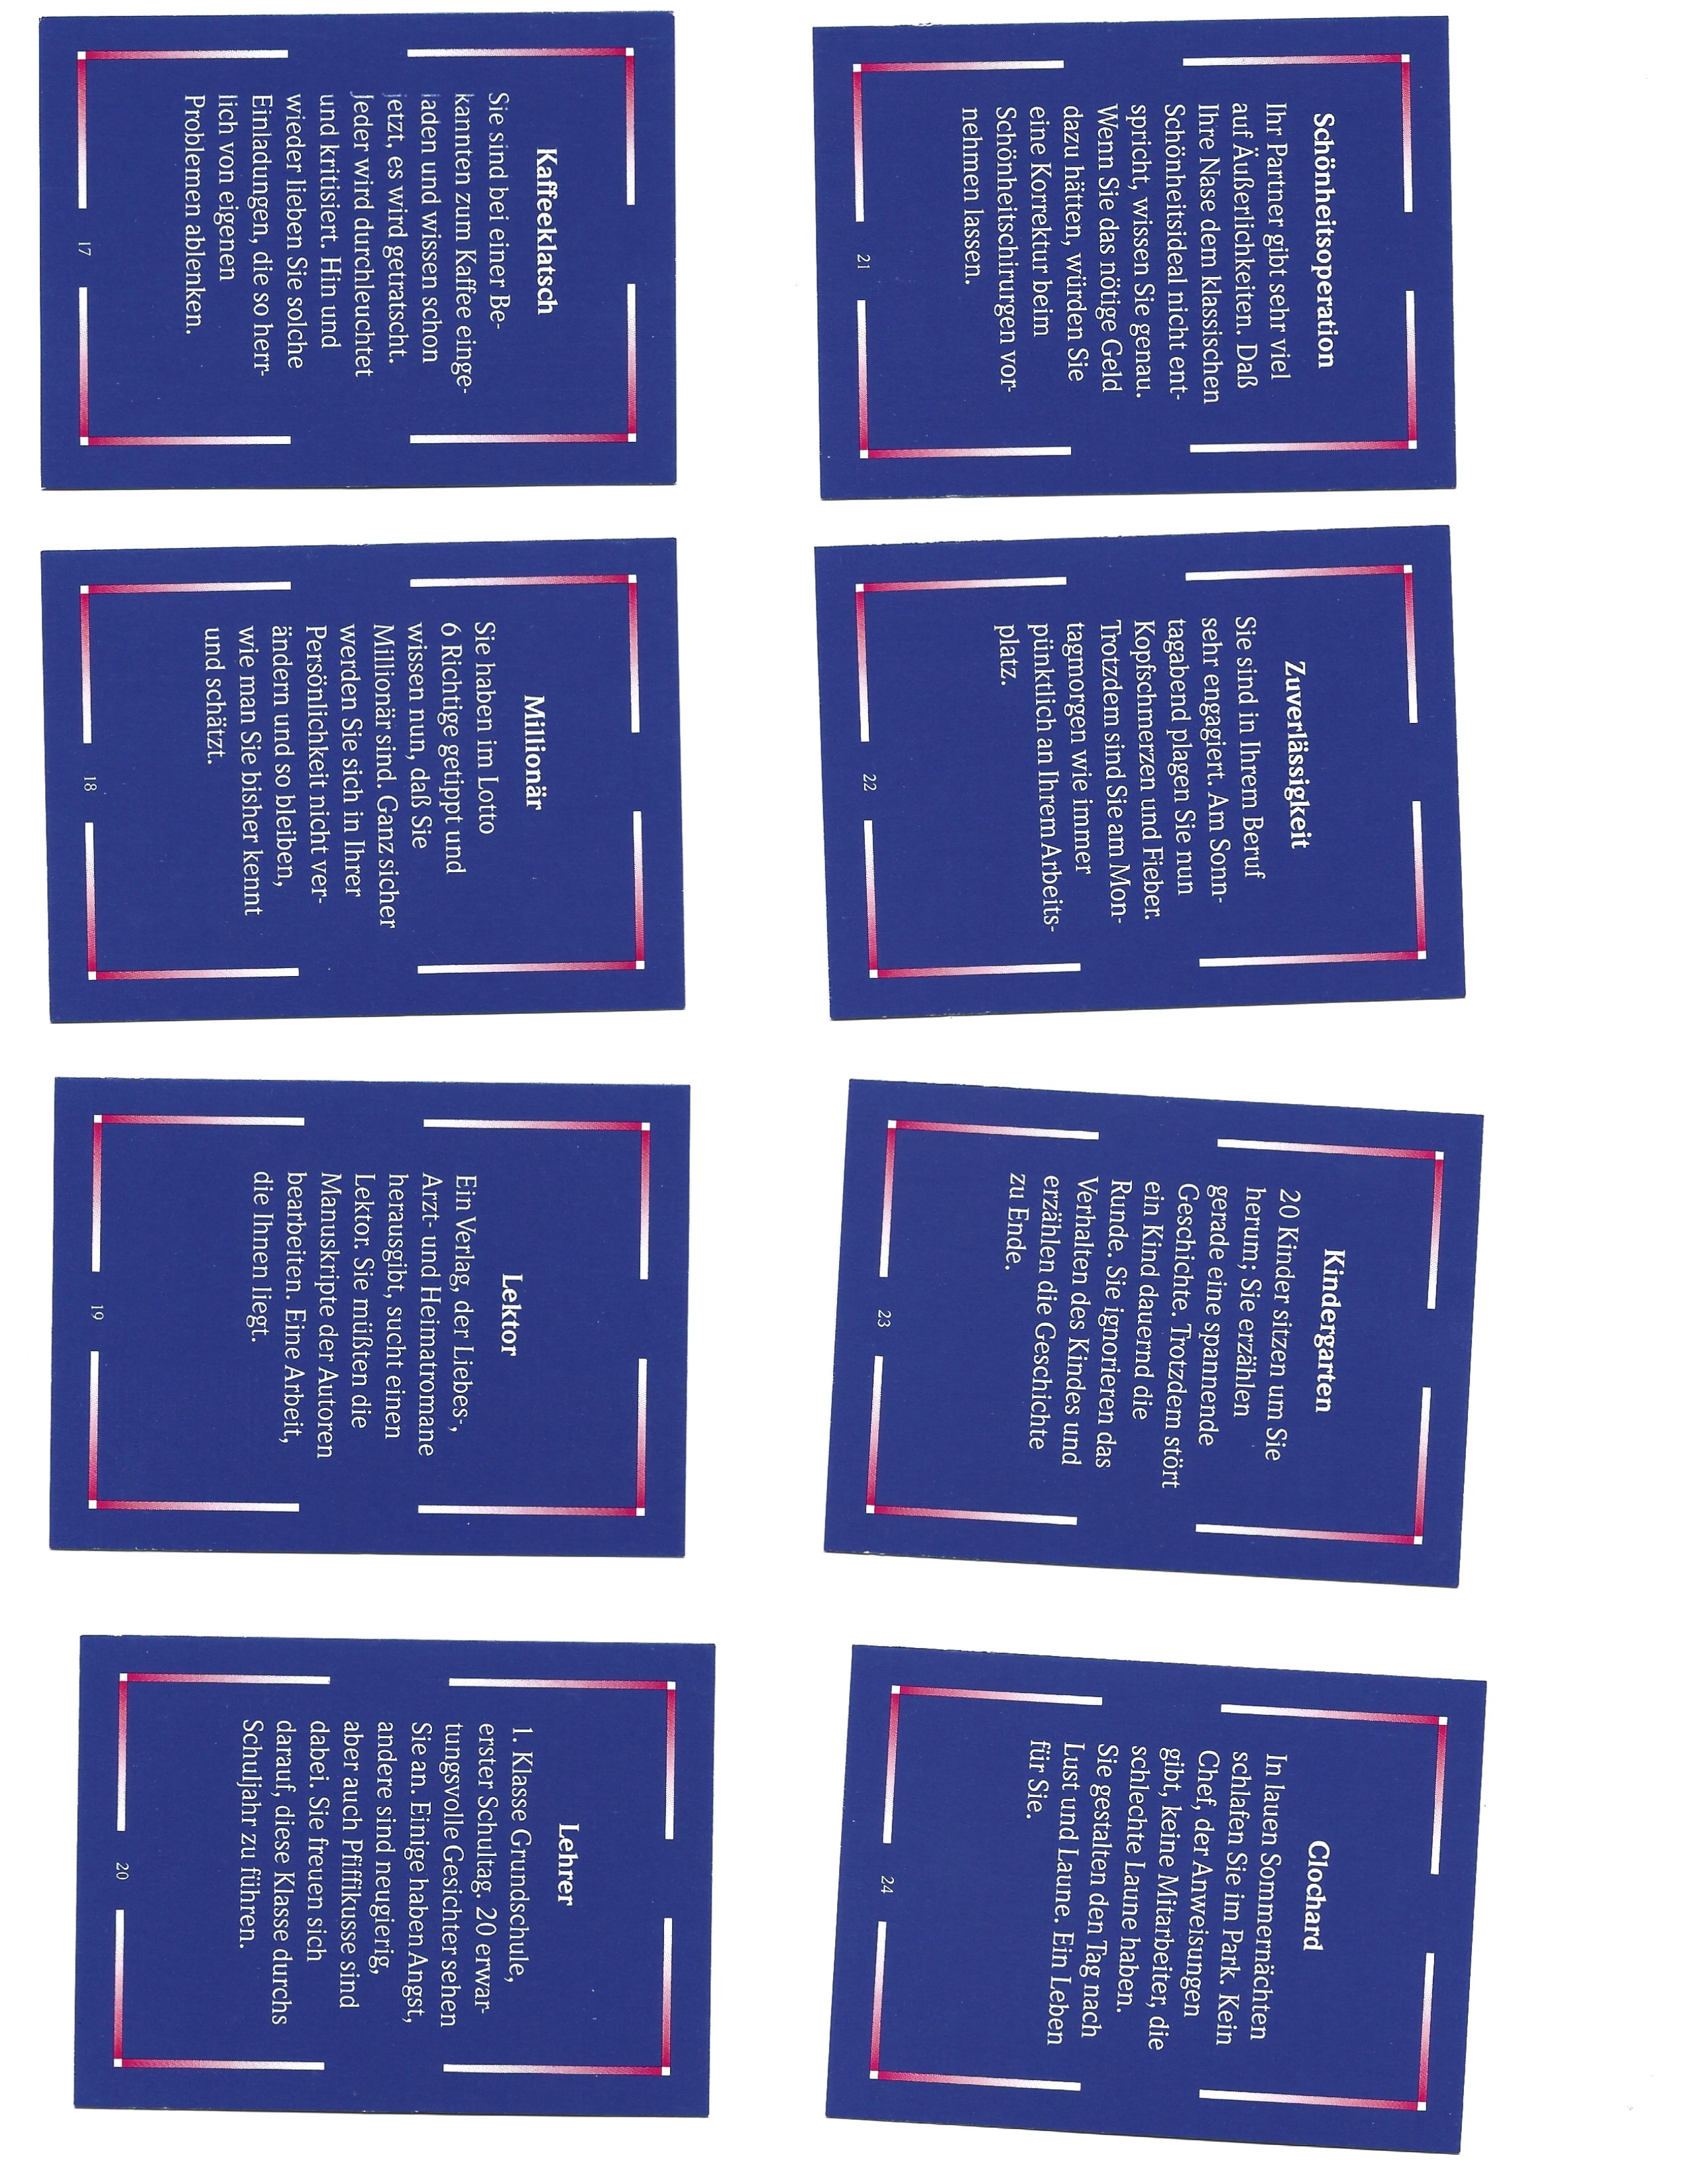 Kaffeeklatsch
Sie sind bei einer Be-
kannten zum Kaffee einge-
laden und wissen schon
jetzt, es wird getratscht.
Jeder wird durchleuchtet
und kritisiert. Hin und
wieder lieben Sie solche
Einladungen, die so herr-
lich von eigenen
Problemen ablenken.
17
Millionär
Sie haben im Lotto
6 Richtige getippt und
wissen nun, daß Sie
Millionär sind. Ganz sicher
werden Sie sich in Ihrer
Persönlichkeit nicht ver-
ändern und so bleiben,
wie man Sie bisher kennt
und schätzt.
18
Lektor
Ein Verlag, der Liebes-,
Arzt- und Heimatromane
herausgibt, sucht einen
Lektor. Sie müßten die
Manuskripte der Autoren
bearbeiten. Eine Arbeit,
die Ihnen liegt.
19
Lehrer
1. Klasse Grundschule,
erster Schultag. 20 erwar-
tungsvolle Gesichter sehen
Sie an. Einige haben Angst,
andere sind neugierig,
aber auch Pfiffikusse sind
dabei. Sie freuen sich
darauf, diese Klasse durchs
Schuljahr zu führen.
20
Schönheitsoperation
Ihr Partner gibt sehr viel
auf Äußerlichkeiten. Daß
Ihre Nase dem klassischen
Schönheitsideal nicht ent-
spricht, wissen Sie genau.
Wenn Sie das nötige Geld
dazu hätten, würden Sie
eine Korrektur beim
Schönheitschirurgen vor-
nehmen lassen.
21
Zuverlässigkeit
Sie sind in Ihrem Beruf
sehr engagiert. Am Sonn-
tagabend plagen Sie nun
Kopfschmerzen und Fieber.
Trotzdem sind Sie am Mon-
tagmorgen wie immer
pünktlich an Ihrem Arbeits-
platz.
22
Kindergarten
20 Kinder sitzen um Sie
herum; Sie erzählen
gerade eine spannende
Geschichte. Trotzdem stört
ein Kind dauernd die
Runde. Sie ignorieren das
Verhalten des Kindes und
erzählen die Geschichte
zu Ende.
23
Clochard
In lauen Sommernächten
schlafen Sie im Park. Kein
Chef, der Anweisungen
gibt, keine Mitarbeiter, die
schlechte Laune haben.
Sie gestalten den Tag nach
Lust und Laune. Ein Leben
für Sie.
24